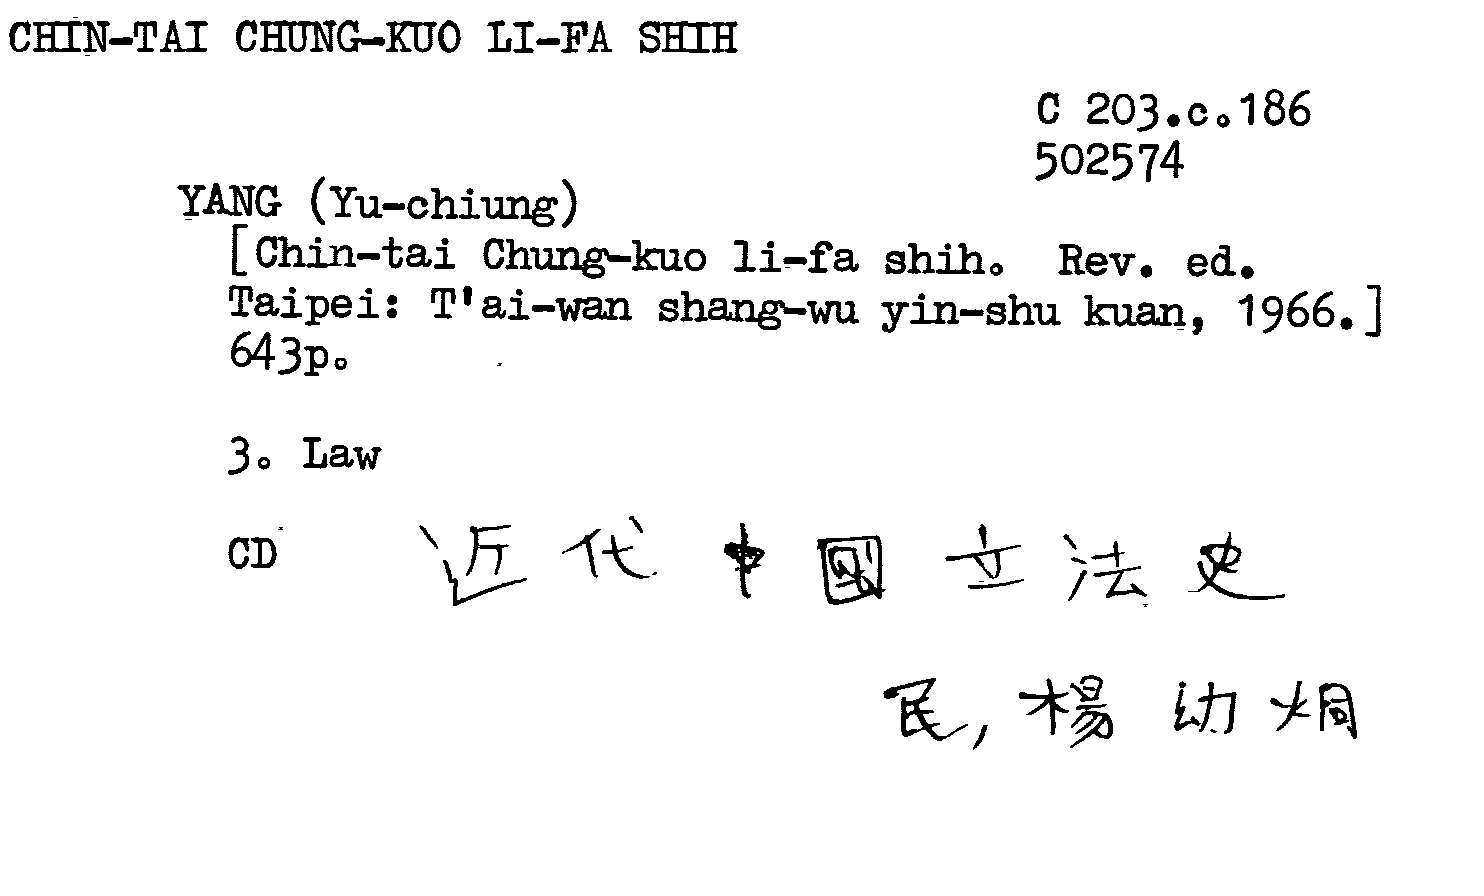 CHIN-TAI CHUNG-KUO LI-FA SHIH
C 203.c.186
502574
YANG (Yu-chiung)
[Chin-tai Chung-kuo li-fa shih. Rev. ed.
Taipei: T'ai-wan shang-wu yin-shu kuan, 1966.]
643p.
3. Law
CD 近代中國立法史
民, 楊幼炯